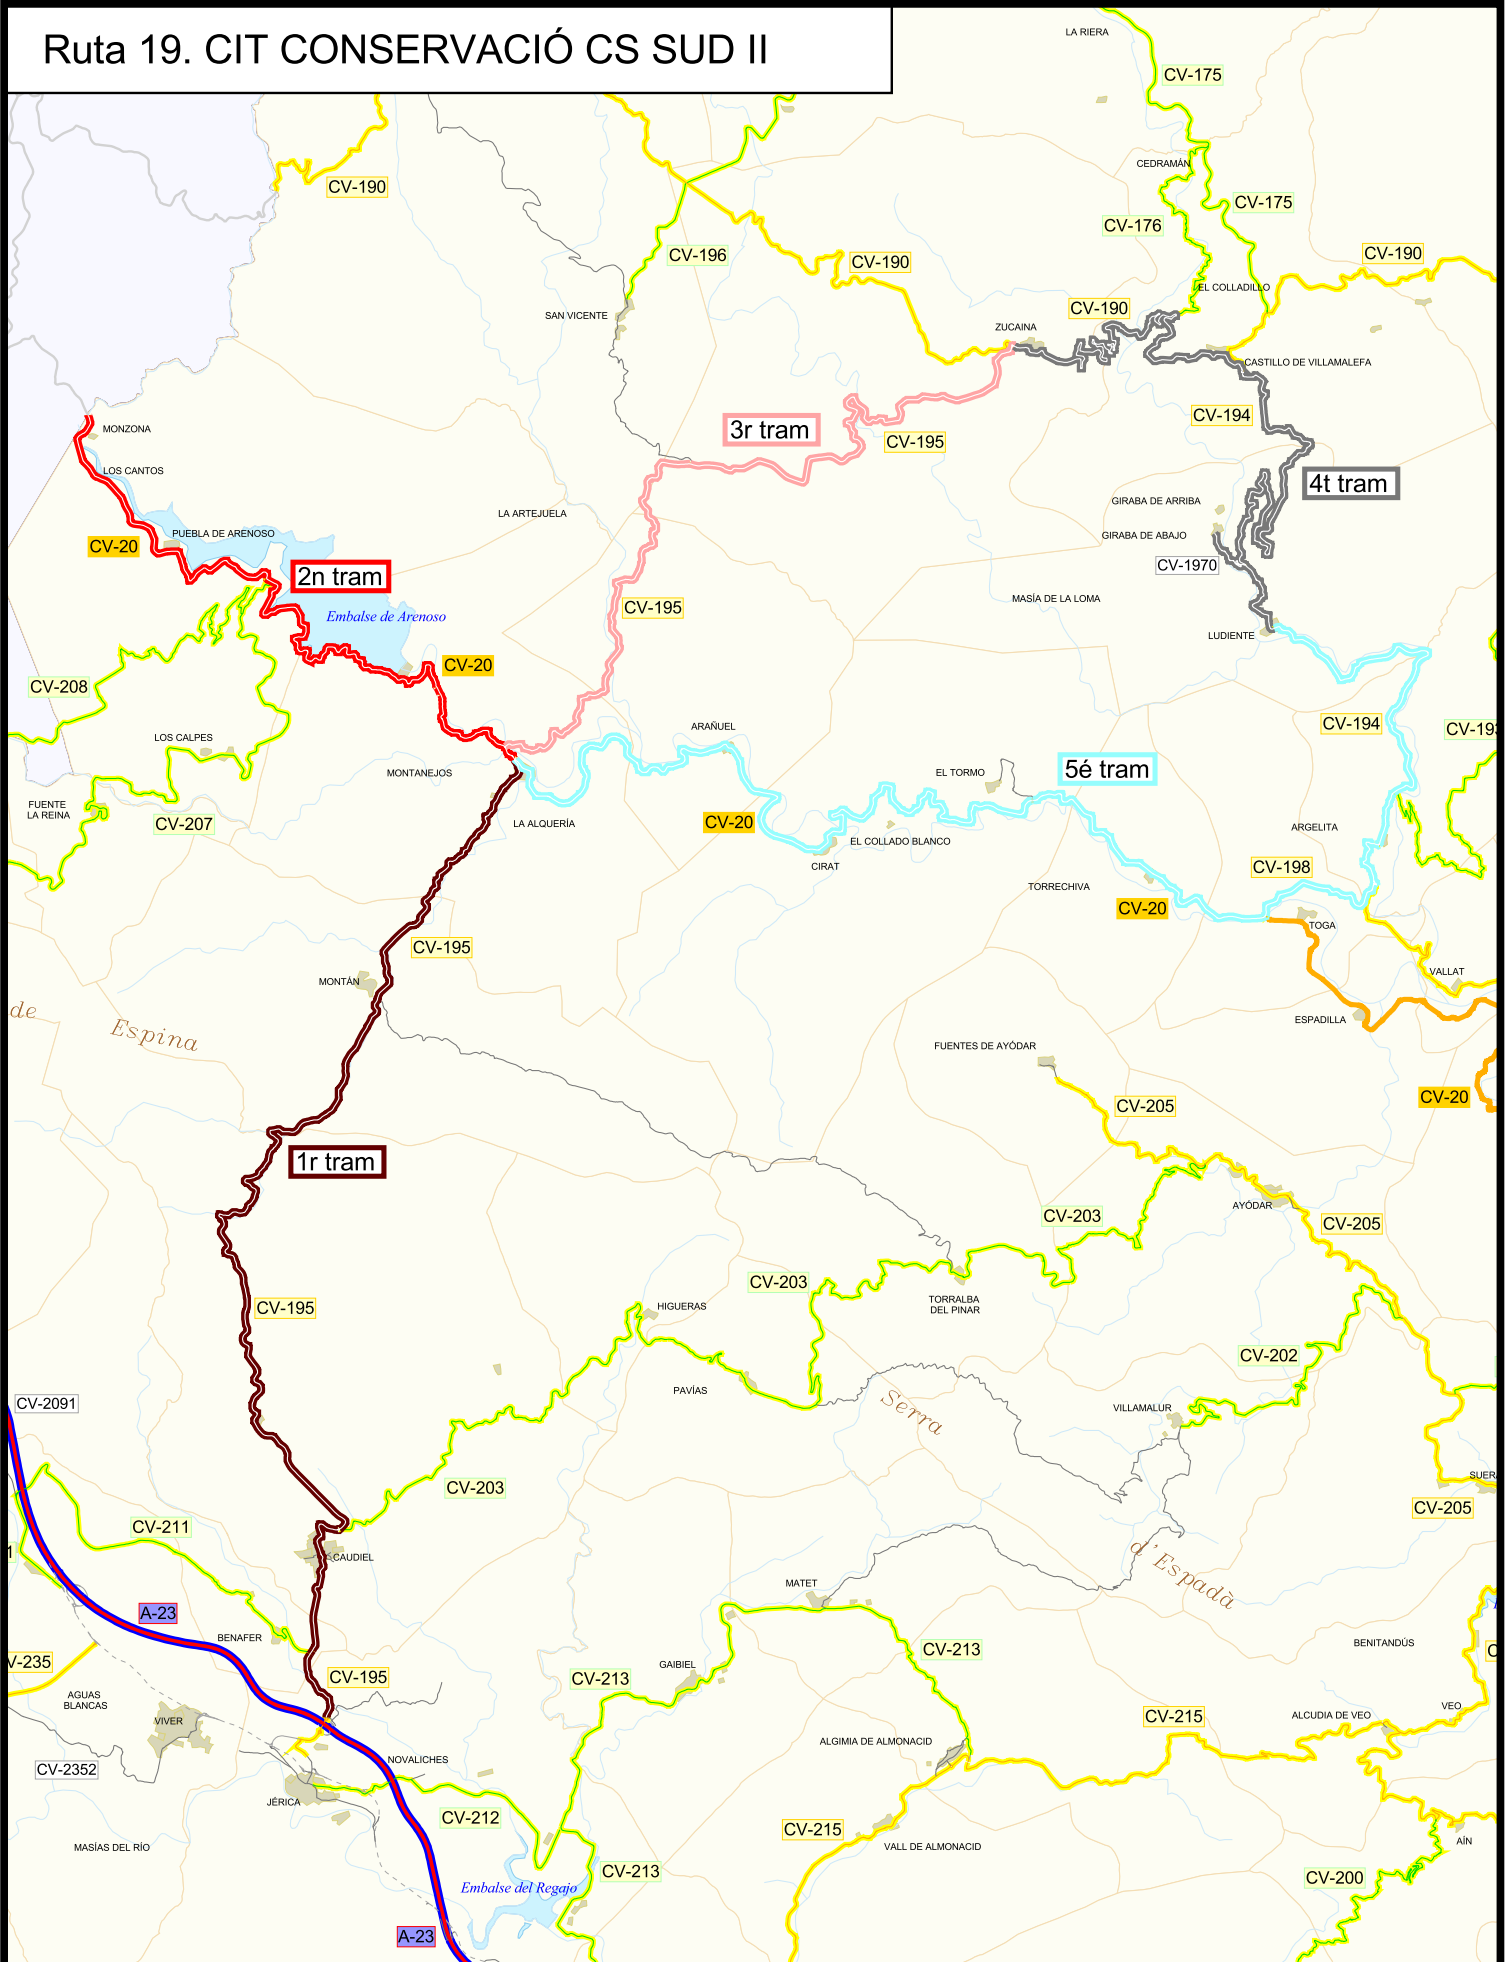 Ruta 19. CIT CONSERVACIÓ CS SUD II
LA RIERA
CV-175
CEDRAMÁN
CV-190
CV-175
CV-176
CV-196
CV-190
CV-190
EL COLLADILLO
SAN VICENTE
CV-190
ZUCAINA
CASTILLO DE VILLAMALEFA
CV-194
MONZONA
3r tram
CV-195
LOS CANTOS
4t tram
GIRABA DE ARRIBA
LA ARTEJUELA
PUEBLA DE ARENOSO
GIRABA DE ABAJO
CV-20
CV-1970
2n tram
MASÍA DE LA LOMA
CV-195
Embalse de Arenoso
LUDIENTE
CV-20
CV-208
CV-194
ARAÑUEL
CV-193
LOS CALPES
MONTANEJOS
EL TORMO
5é tram
FUENTE
LA REINA
CV-207
LA ALQUERÍA
CV-20
ARGELITA
EL COLLADO BLANCO
CIRAT
CV-198
TORRECHIVA
CV-20
TOGA
CV-195
VALLAT
MONTÁN
de
Espina
ESPADILLA
FUENTES DE AYÓDAR
CV-20
CV-205
1r tram
AYÓDAR
CV-203
CV-205
CV-203
TORRALBA
DEL PINAR
HIGUERAS
CV-195
CV-202
PAVÍAS
Serra
CV-2091
VILLAMALUR
SUER
CV-203
CV-205
CV-211
1
CAUDIEL
d'Espadà
MATET
A-23
BENAFER
BENITANDÚS
CV-213
C
V-235
GAIBIEL
CV-195
CV-213
AGUAS
BLANCAS
VEO
CV-215
ALCUDIA DE VEO
VIVER
ALGIMIA DE ALMONACID
NOVALICHES
CV-2352
JÉRICA
CV-212
CV-215
AÍN
MASÍAS DEL RÍO
VALL DE ALMONACID
CV-213
CV-200
Embalse del Regajo
A-23